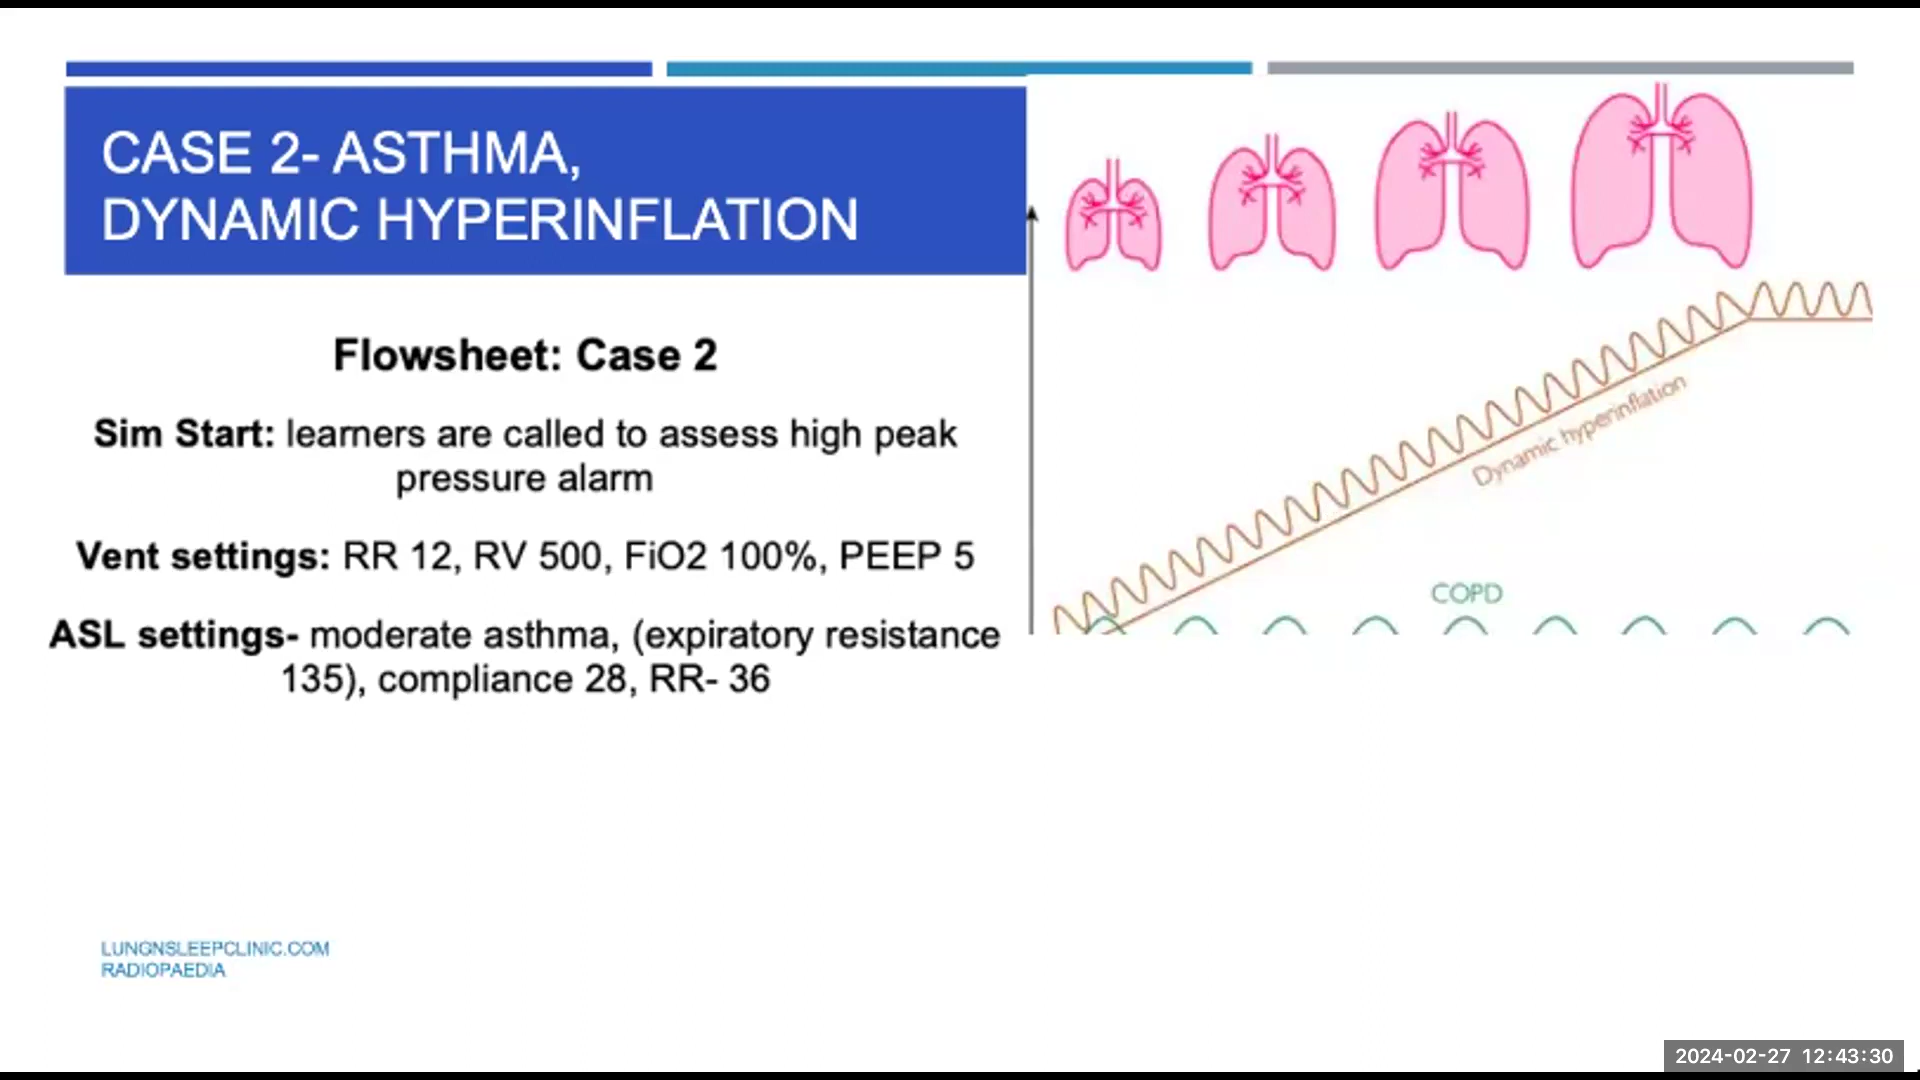 CASE 2- ASTHMA,
DYNAMIC HYPERINFLATION
Flowsheet: Case 2
Sim Start: learners are called to assess high peak
pressure alarm
Vent settings: RR 12, RV 500, FiO2 100%, PEEP 5
ASL settings- moderate asthma, (expiratory resistance
135), compliance 28, RR- 36
Dynamic hyperinflation
COPD
LUNGNSLEEPCLINIC.COM
RADIOPAEDIA
2024-02-27 12:43:30